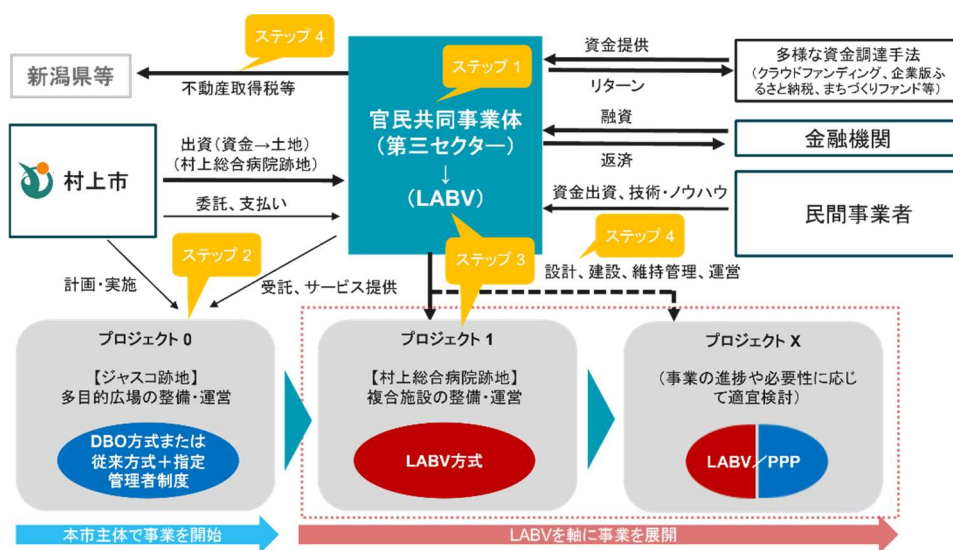 ステップ 4
新潟県等
不動産取得税等
ステップ 1
官民共同事業体
(第三セクター)
↓
(LABV)
資金提供
リターン
多様な資金調達手法
(クラウドファンディング、企業版ふ
るさと納税、まちづくりファンド等)
融資
返済
金融機関
資金出資、技術・ノウハウ
民間事業者
村上市
出資(資金→土地)
(村上総合病院跡地)
委託、支払い
ステップ 2
計画・実施
受託、サービス提供
ステップ 3
ステップ 4
設計、建設、維持管理、運営
プロジェクト 0
【ジャスコ跡地】
多目的広場の整備・運営
DBO方式または
従来方式+指定
管理者制度
プロジェクト 1
【村上総合病院跡地】
複合施設の整備・運営
LABV方式
プロジェクト X
(事業の進捗や必要性に応じ
て適宜検討)
LABV/PPP
本市主体で事業を開始
LABVを軸に事業を展開